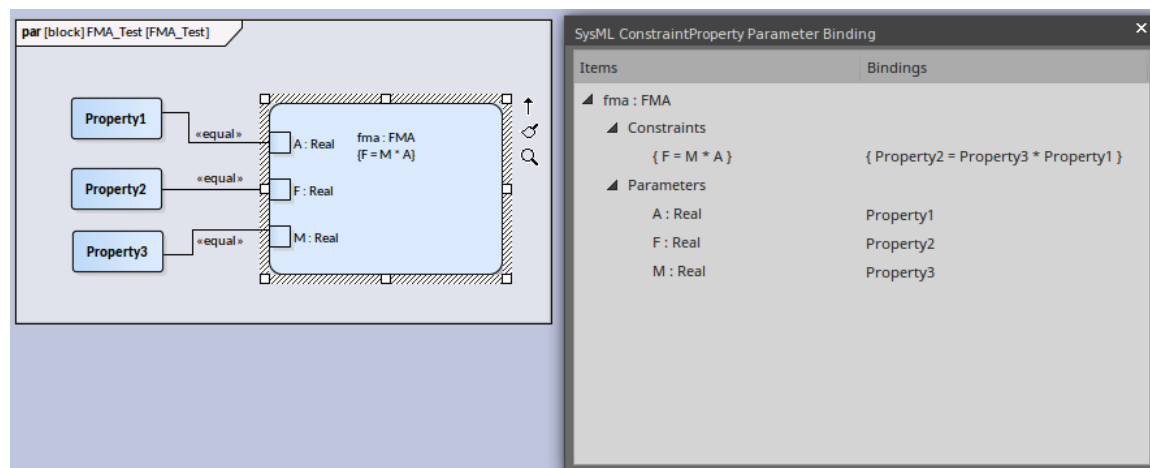 par [block] FMA_Test [FMA_Test]
Property1
«equal»
A : Real
fma : FMA
{F = M * A}
Property2
«equal»
F : Real
Property3
«equal»
M : Real
SysML ConstraintProperty Parameter Binding
Items Bindings
fma : FMA
Constraints
{ F = M * A } { Property2 = Property3 * Property1 }
Parameters
A : Real Property1
F : Real Property2
M : Real Property3